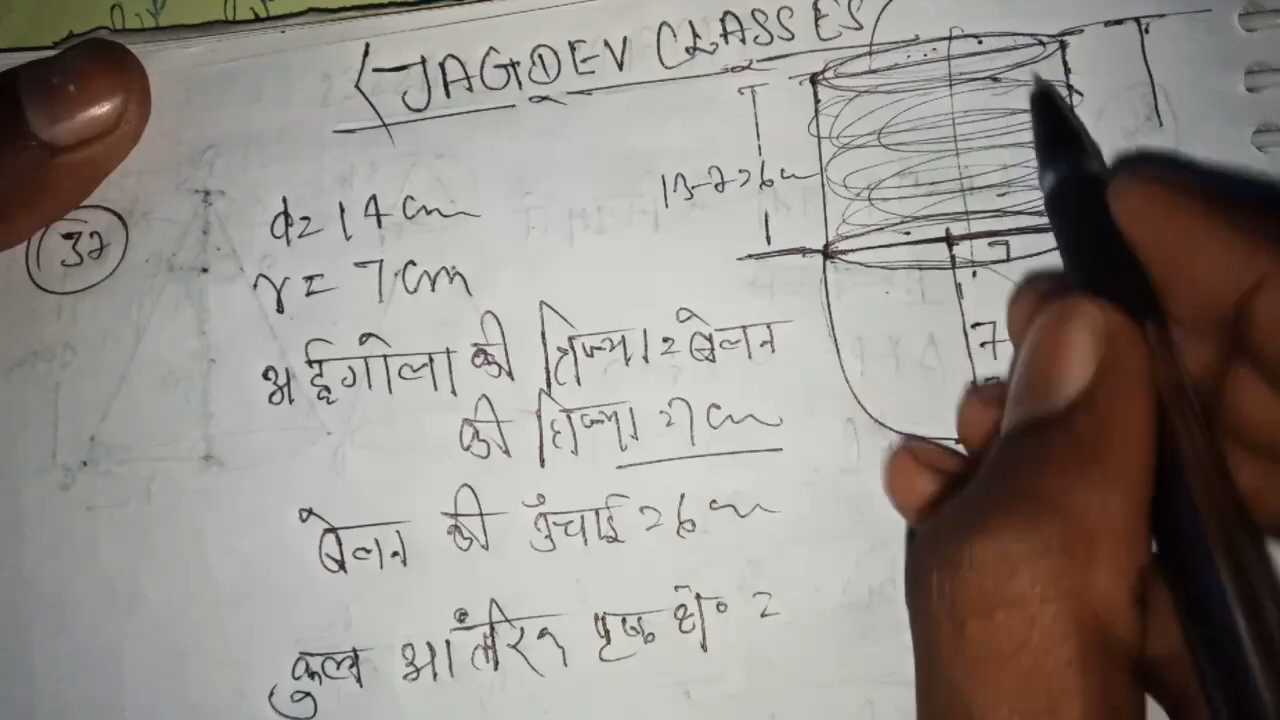 JAGDEV CLASSES
37
d = 14 cm
r = 7 cm
अर्द्धगोला की त्रिज्या = बेलन
की त्रिज्या = 7 cm
बेलन की ऊँचाई = 6 cm
कुल आंतरिक पृष्ठ क्षे० =
13-7=6 cm
7
7